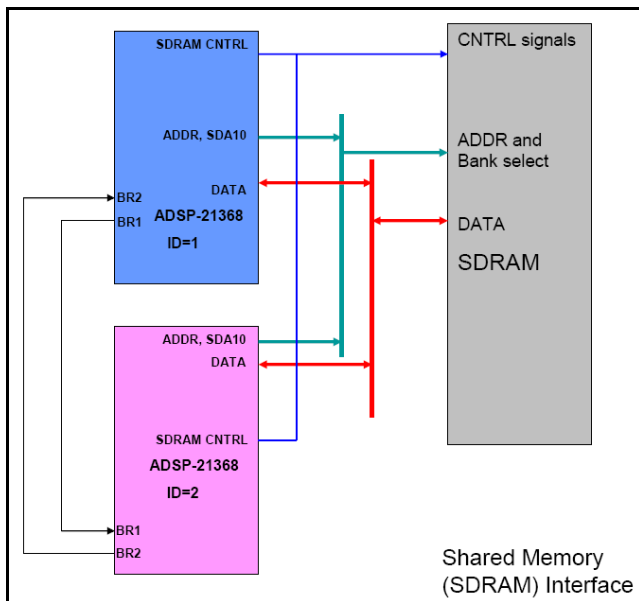 SDRAM CNTRL
ADDR, SDA10
DATA
BR2
BR1
ADSP-21368
ID=1
CNTRL signals
ADDR and
Bank select
DATA
SDRAM
ADDR, SDA10
DATA
SDRAM CNTRL
ADSP-21368
ID=2
BR1
BR2
Shared Memory
(SDRAM) Interface